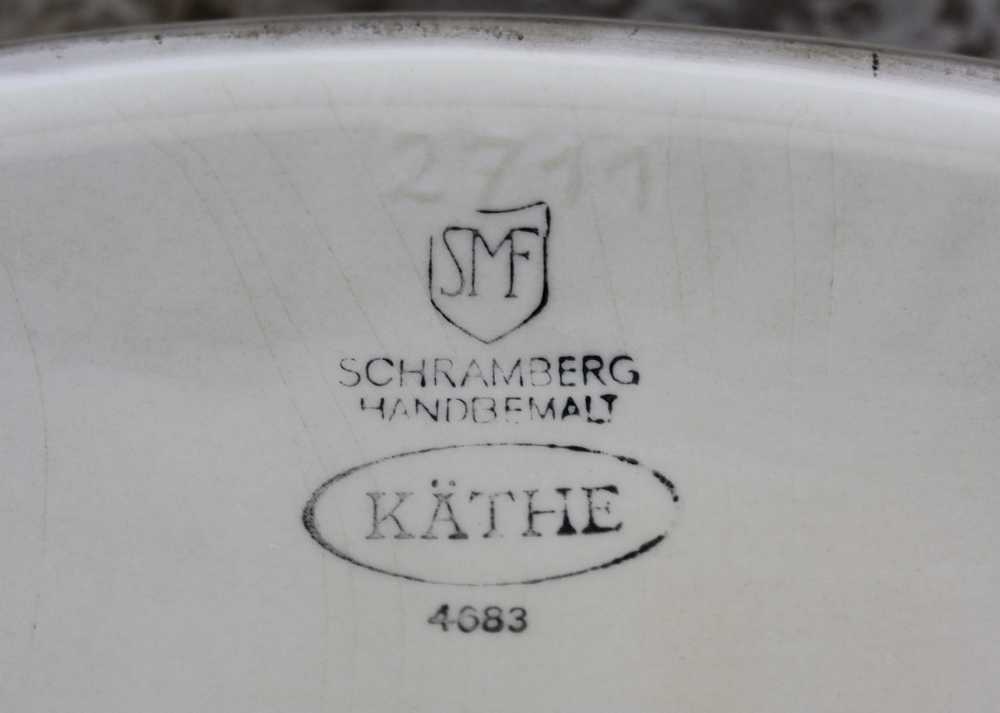 2711
SMF
SCHRAMBERG
HANDBEMALT
KÄTHE
4683